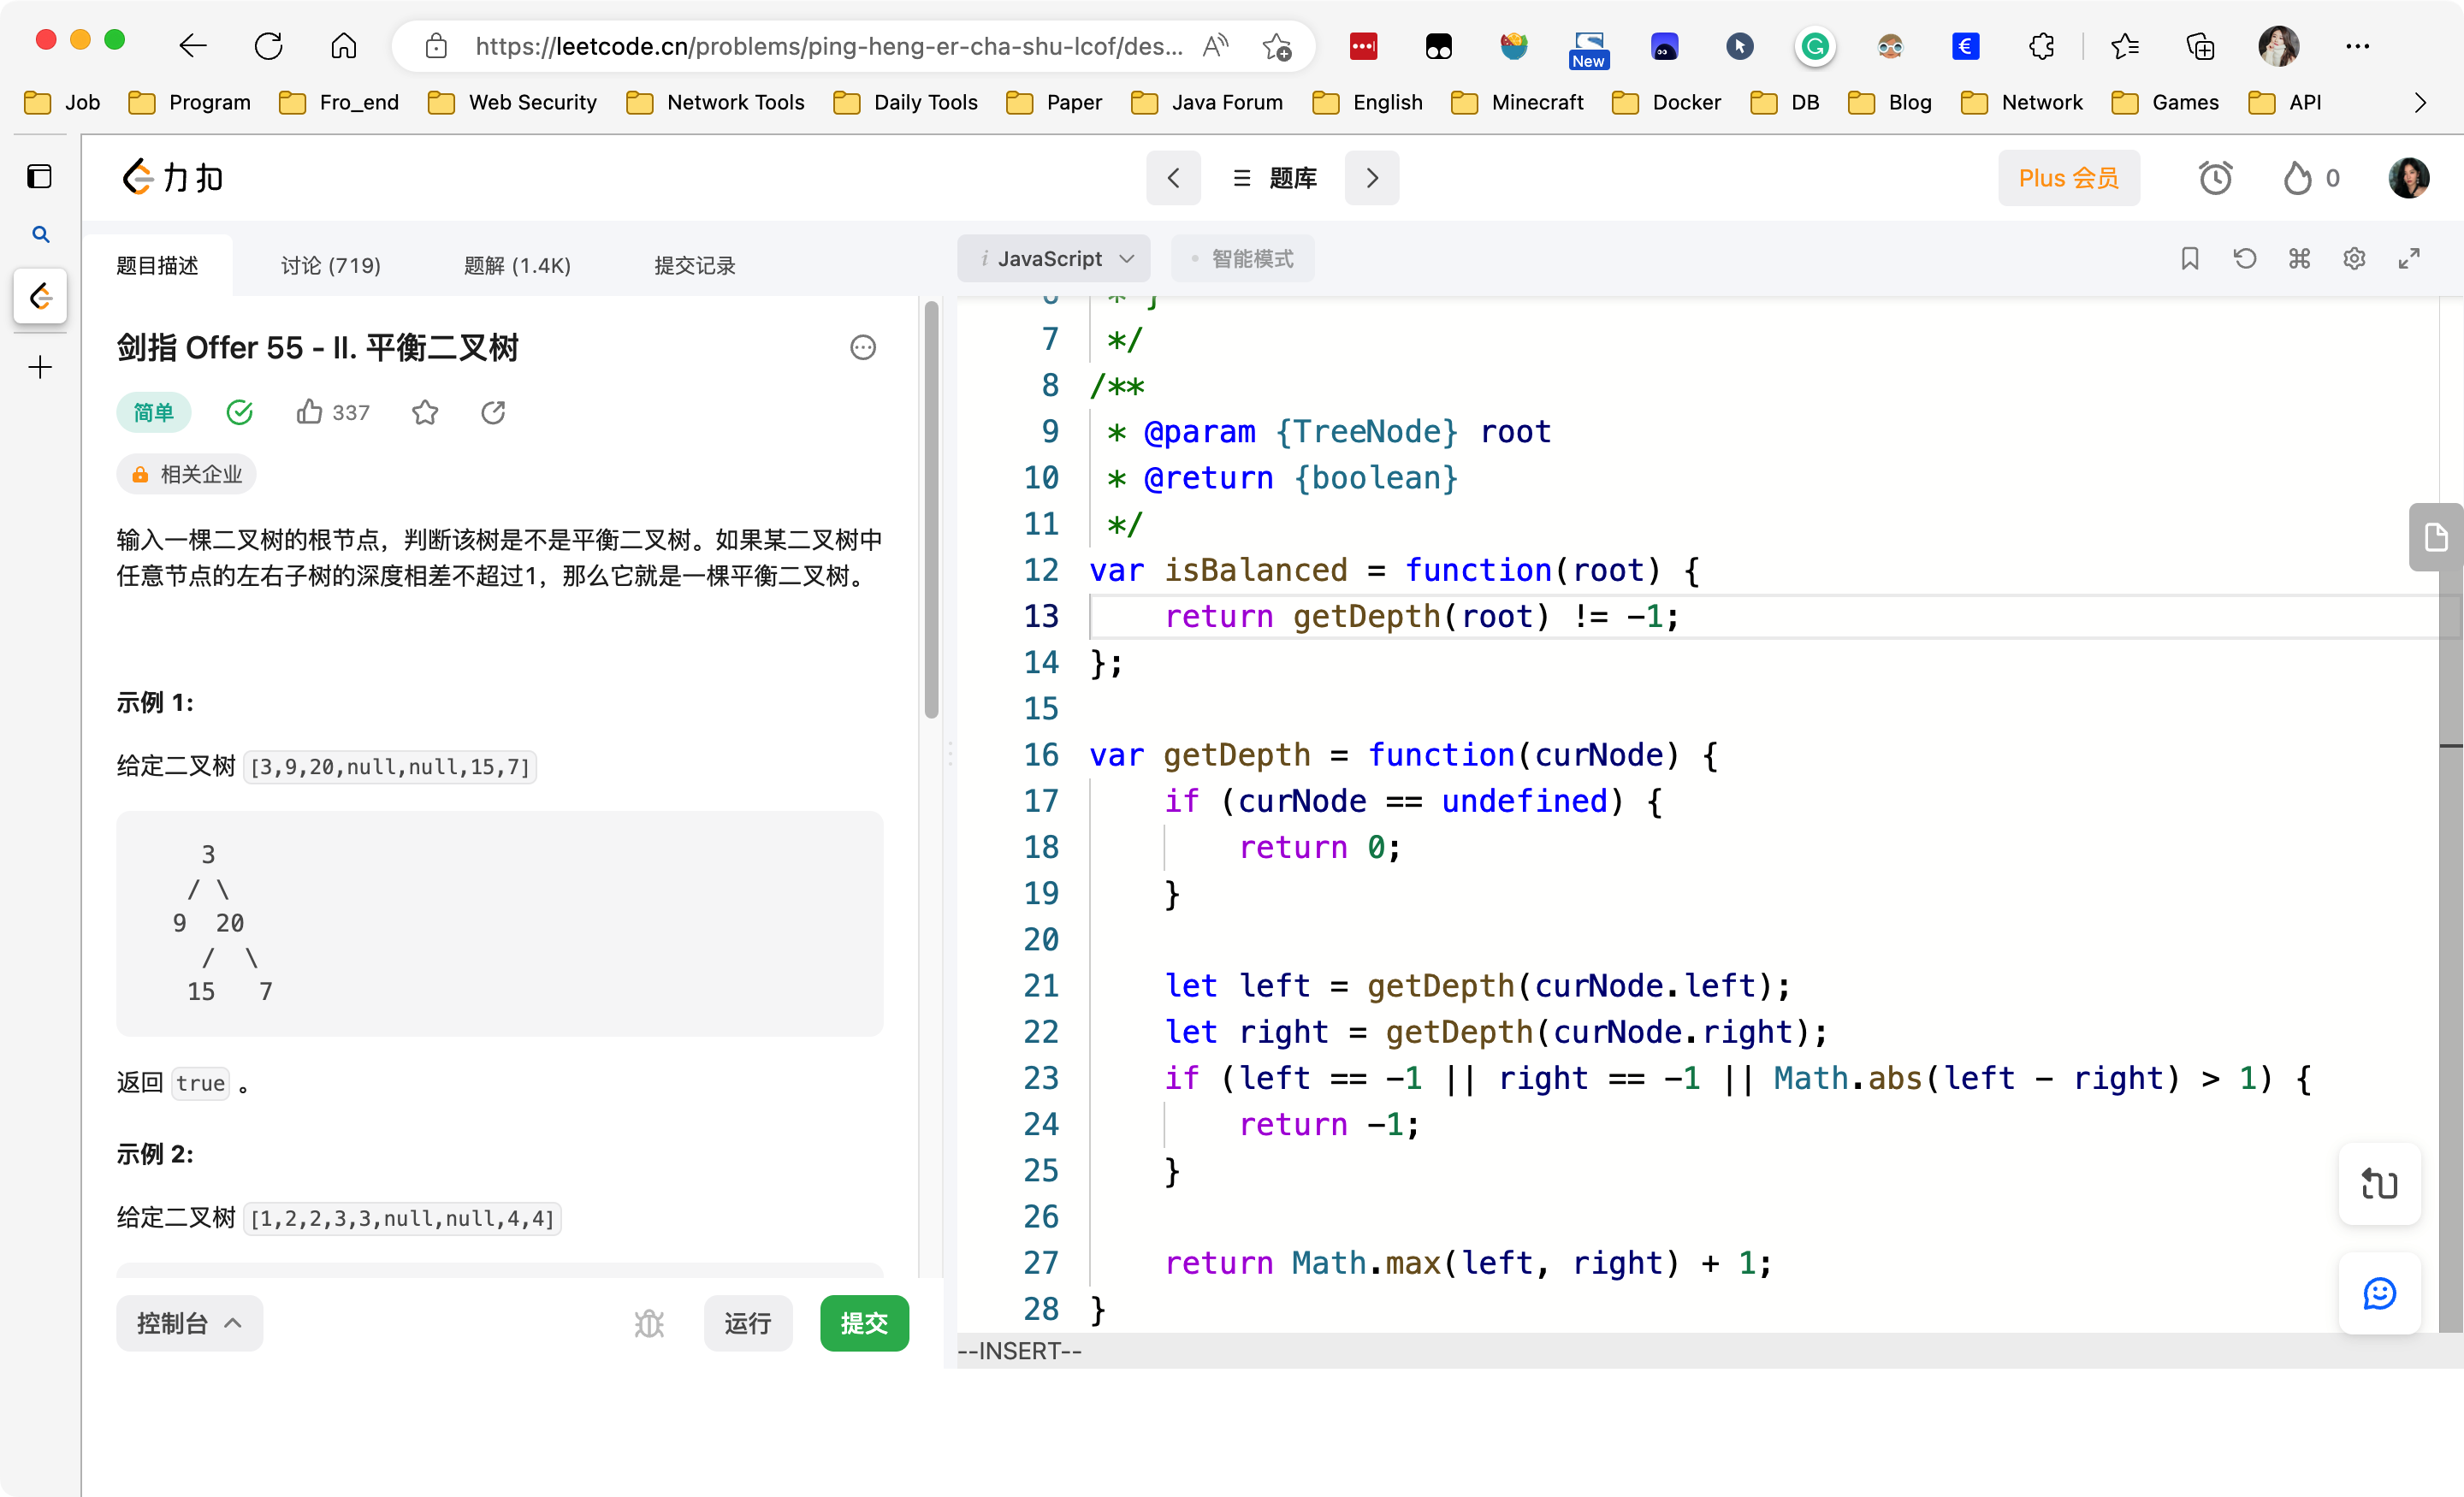 https://leetcode.cn/problems/ping-heng-er-cha-shu-lcof/des...
New
Job Program Fro_end Web Security Network Tools Daily Tools Paper Java Forum English Minecraft Docker DB Blog Network Games API
力扣
题库
Plus 会员
0
题目描述 讨论 (719) 题解 (1.4K) 提交记录
剑指 Offer 55 - II. 平衡二叉树
简单 337
相关企业
输入一棵二叉树的根节点，判断该树是不是平衡二叉树。如果某二叉树中
任意节点的左右子树的深度相差不超过1，那么它就是一棵平衡二叉树。
示例 1:
给定二叉树 [3,9,20,null,null,15,7]
3
/ \
9  20
/  \
15   7
返回 true 。
示例 2:
给定二叉树 [1,2,2,3,3,null,null,4,4]
控制台 运行 提交
i JavaScript 智能模式
6  * }
7  */
8 /**
9  * @param {TreeNode} root
10  * @return {boolean}
11  */
12 var isBalanced = function(root) {
13     return getDepth(root) != -1;
14 };
15
16 var getDepth = function(curNode) {
17     if (curNode == undefined) {
18         return 0;
19     }
20
21     let left = getDepth(curNode.left);
22     let right = getDepth(curNode.right);
23     if (left == -1 || right == -1 || Math.abs(left - right) > 1) {
24         return -1;
25     }
26
27     return Math.max(left, right) + 1;
28 }
--INSERT--